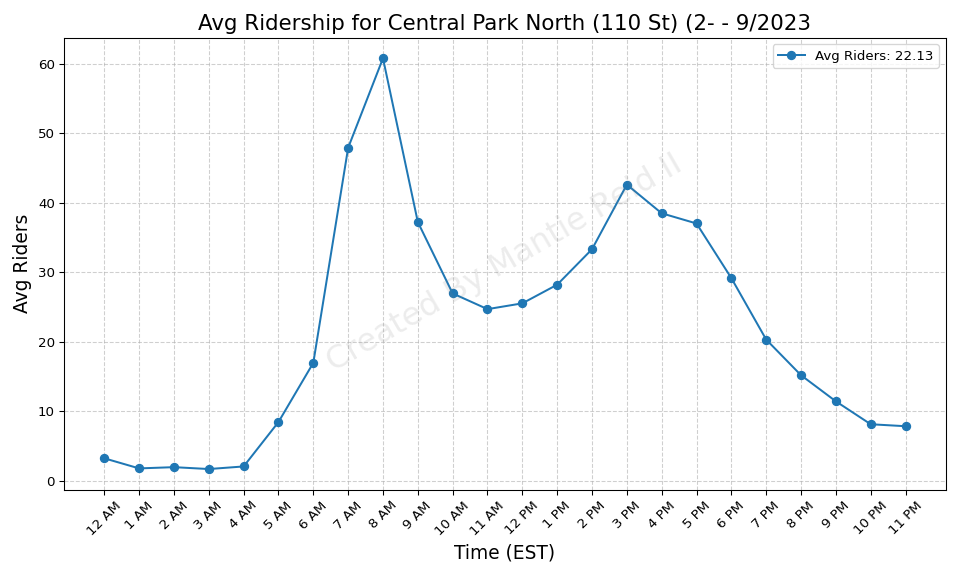 Avg Ridership for Central Park North (110 St) (2- - 9/2023
Avg Riders: 22.13
Avg Riders
60
50
40
30
20
10
0
Created By Mantle Reid II
12 AM 1 AM 2 AM 3 AM 4 AM 5 AM 6 AM 7 AM 8 AM 9 AM 10 AM 11 AM 12 PM 1 PM 2 PM 3 PM 4 PM 5 PM 6 PM 7 PM 8 PM 9 PM 10 PM 11 PM
Time (EST)